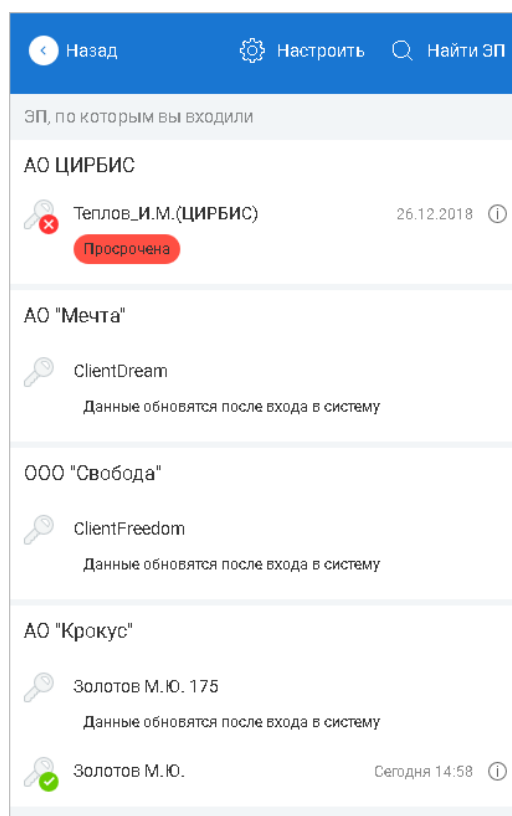 Назад Настроить Найти ЭП
ЭП, по которым вы входили
АО ЦИРБИС
Теплов_И.М.(ЦИРБИС) 26.12.2018
Просрочена
АО "Мечта"
ClientDream
Данные обновятся после входа в систему
ООО "Свобода"
ClientFreedom
Данные обновятся после входа в систему
АО "Крокус"
Золотов М.Ю. 175
Данные обновятся после входа в систему
Золотов М.Ю. Сегодня 14:58